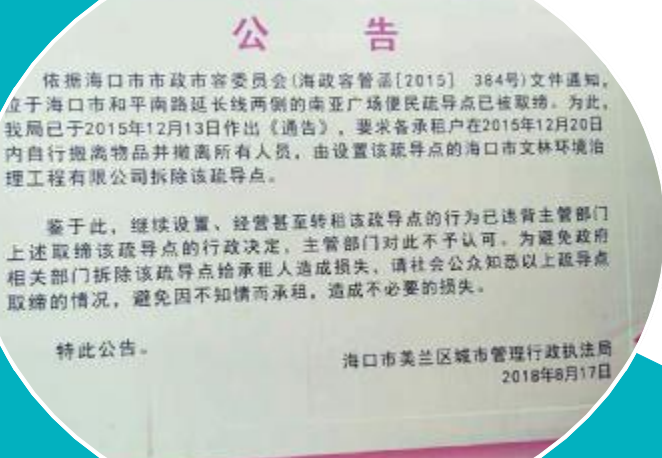 公 告
依据海口市市政市容委员会(海政容管函[2015] 384号)文件通知,
位于海口市和平南路延长线两侧的南亚广场便民疏导点已被取缔。为此,
我局已于2015年12月13日作出《通告》,要求各承租户在2015年12月20日
内自行搬离物品并撤离所有人员,由设置该疏导点的海口市文林环境治
理工程有限公司拆除该疏导点。
鉴于此,继续设置、经营甚至转租该疏导点的行为已违背主管部门
上述取缔该疏导点的行政决定,主管部门对此不予认可。为避免政府
相关部门拆除该疏导点给承租人造成损失,请社会公众知悉以上疏导点
取缔的情况,避免因不知情而承租,造成不必要的损失。
特此公告。
海口市美兰区城市管理行政执法局
2018年8月17日